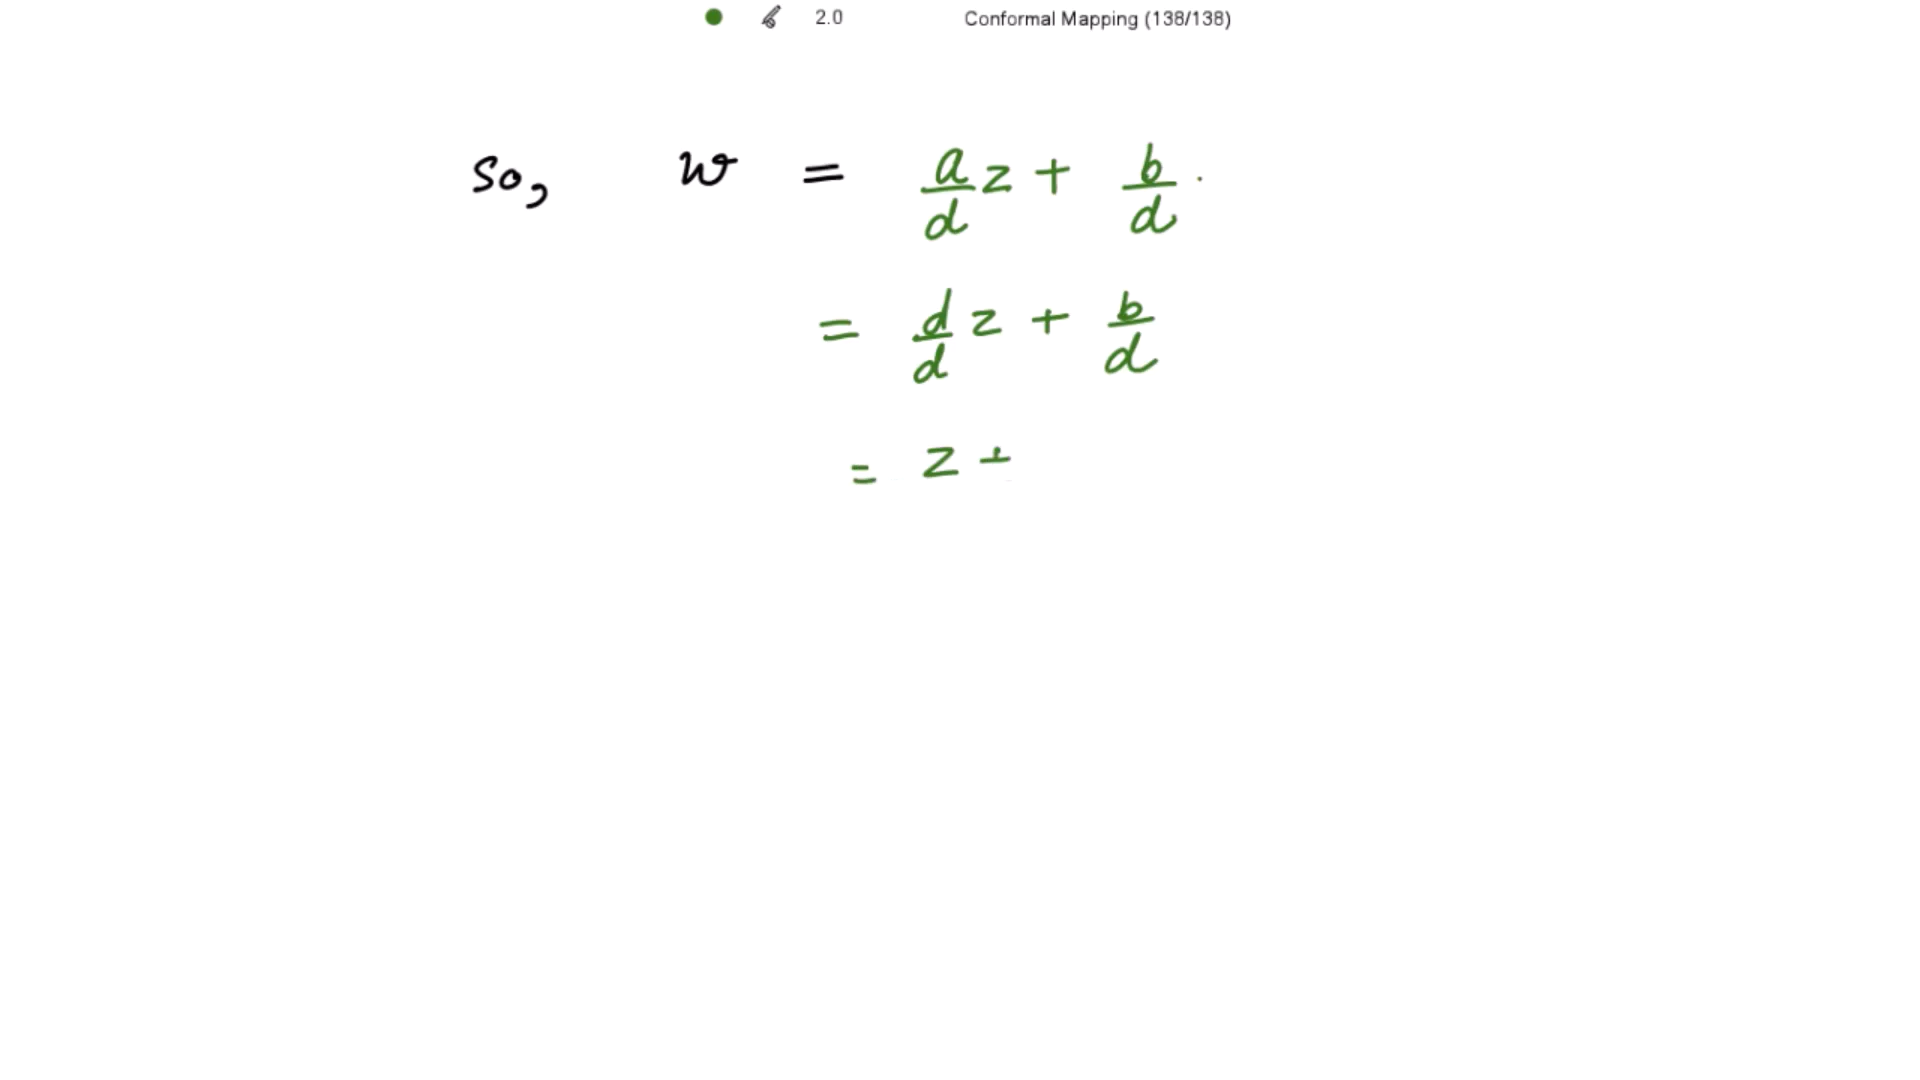 2.0 Conformal Mapping (138/138)
so, w = a/d z + b/d .
= d/d z + b/d
= z +